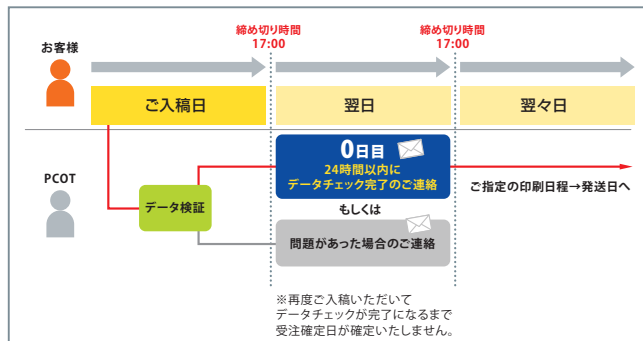 締め切り時間
17:00
締め切り時間
17:00
お客様
ご入稿日
翌日
翌々日
PCOT
データ検証
0日目
24時間以内に
データチェック完了のご連絡
もしくは
問題があった場合のご連絡
ご指定の印刷日程→発送日へ
※再度ご入稿いただいて
データチェックが完了になるまで
受注確定日が確定いたしません。